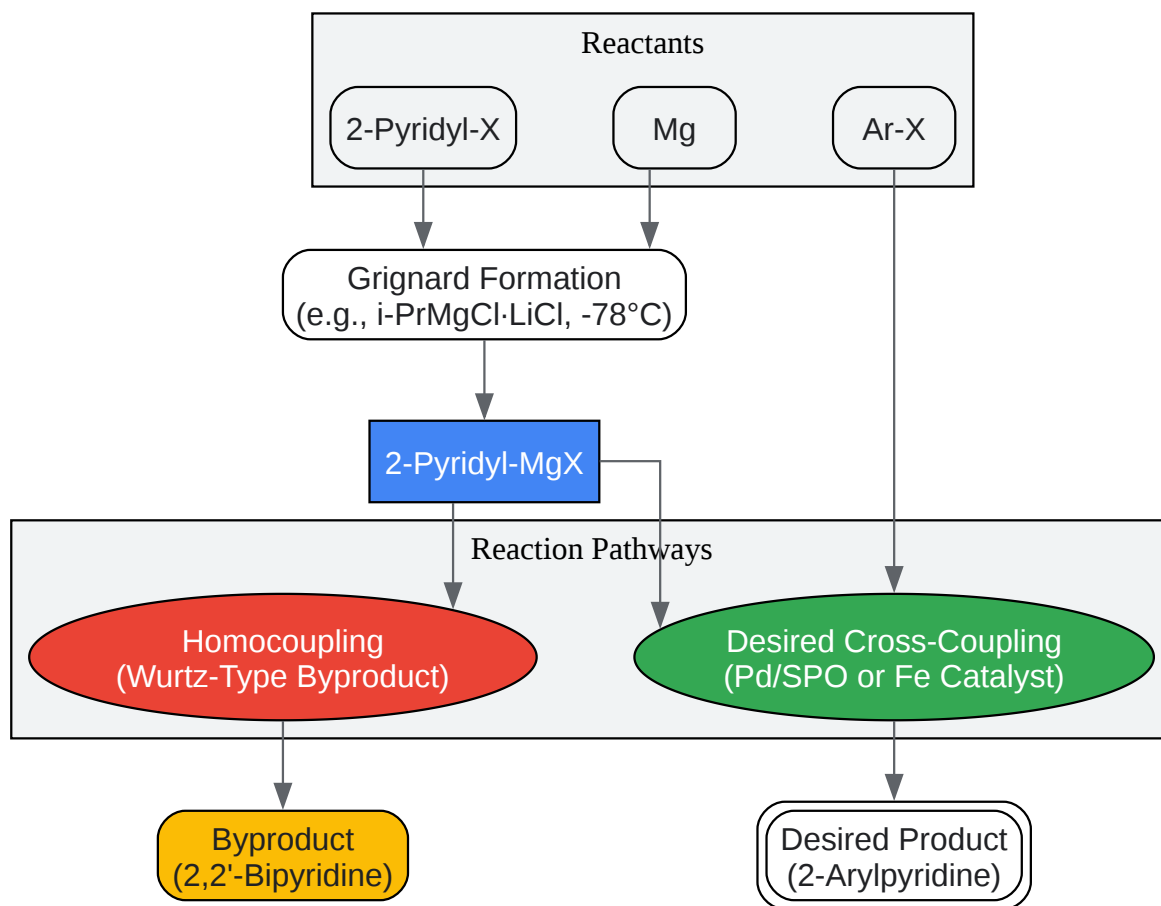 Reactants
2-Pyridyl-X
Mg
Ar-X
Grignard Formation
(e.g., i-PrMgCl·LiCl, -78°C)
2-Pyridyl-MgX
Reaction Pathways
Homocoupling
(Wurtz-Type Byproduct)
Desired Cross-Coupling
(Pd/SPO or Fe Catalyst)
Byproduct
(2,2'-Bipyridine)
Desired Product
(2-Arylpyridine)